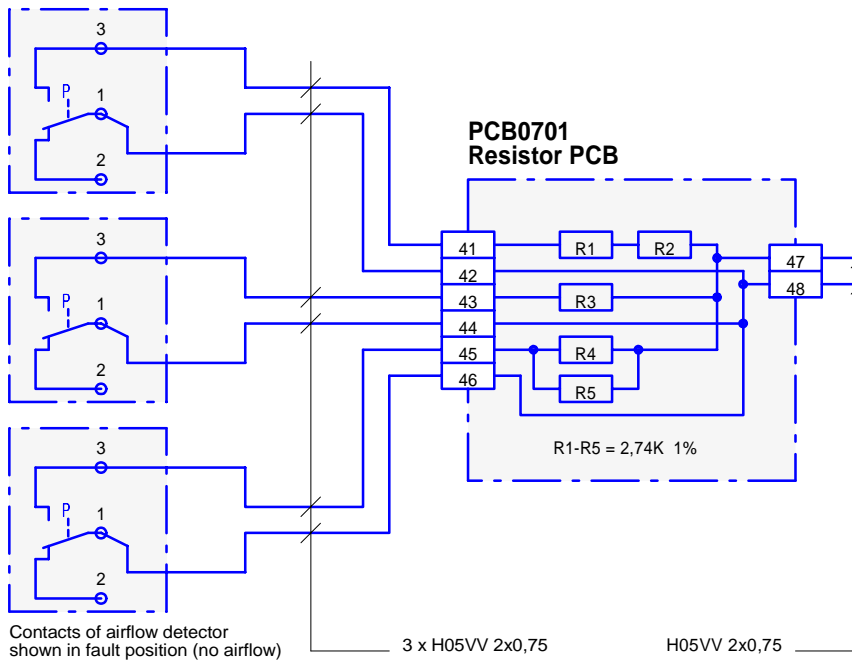 3
P
1
2
3
P
1
2
3
P
1
2
Contacts of airflow detector
shown in fault position (no airflow)
3 x H05VV 2x0,75
H05VV 2x0,75
PCB0701
Resistor PCB
41
42
43
44
45
46
R1
R2
R3
R4
R5
47
48
R1-R5 = 2,74K 1%